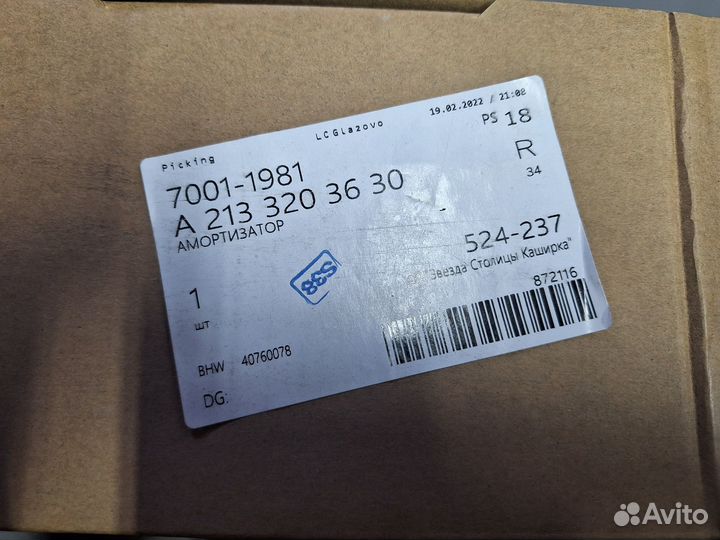 Picking
LCGlazovo
19.02.2022 / 21:08
PS 18
7001-1981
R
A 213 320 36 30
34
АМОРТИЗАТОР
-
524-237
"Звезда Столицы Каширка"
1
872116
шт
BHW 40760078
DG:
Avito